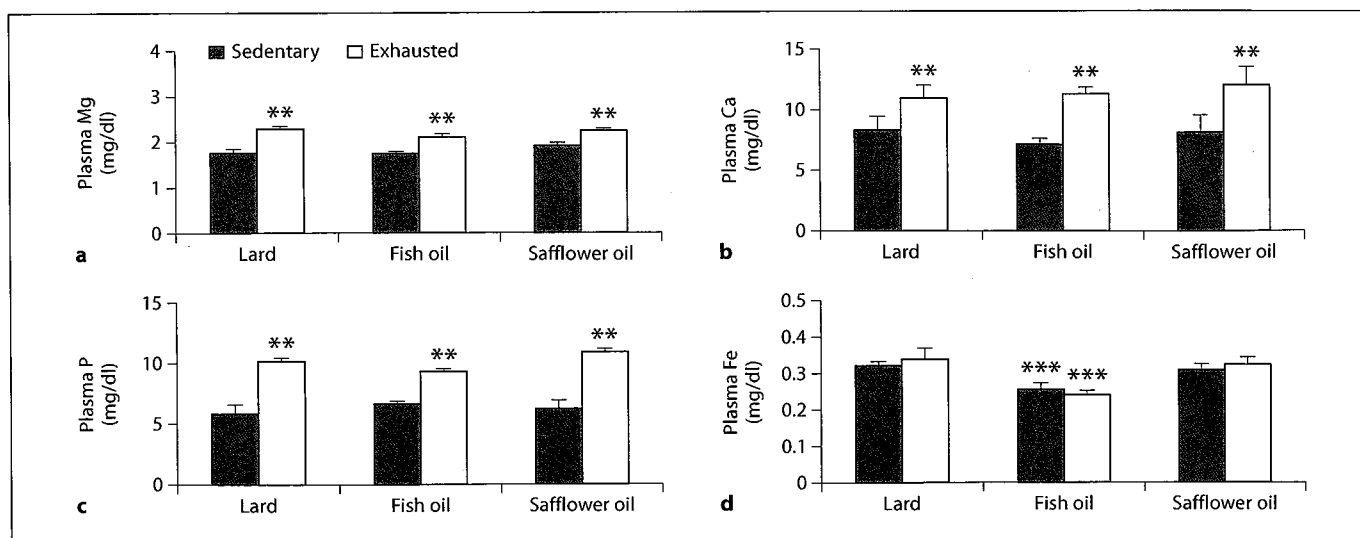 Sedentary Exhausted
Plasma Mg
(mg/dl)
4
3
2
1
0
** ** **
Lard Fish oil Safflower oil
a
Plasma Ca
(mg/dl)
15
10
5
0
** ** **
Lard Fish oil Safflower oil
b
Plasma P
(mg/dl)
15
10
5
0
** ** **
Lard Fish oil Safflower oil
c
Plasma Fe
(mg/dl)
0.5
0.4
0.3
0.2
0.1
0
*** ***
Lard Fish oil Safflower oil
d